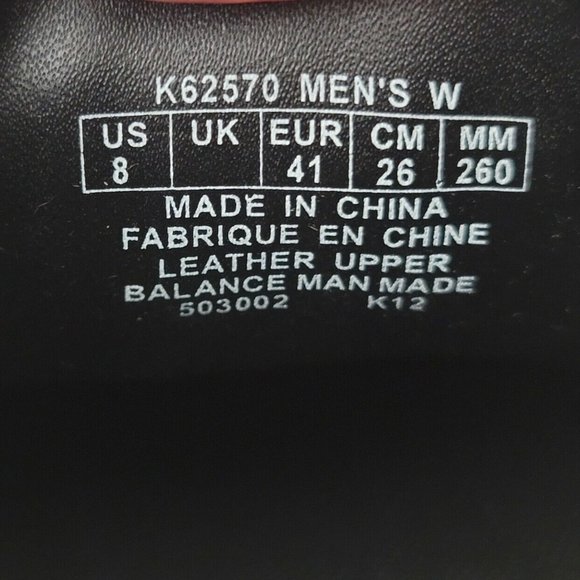 K62570 MEN'S W
US UK EUR CM MM
8 41 26 260
MADE IN CHINA
FABRIQUE EN CHINE
LEATHER UPPER
BALANCE MAN MADE
503002 K12